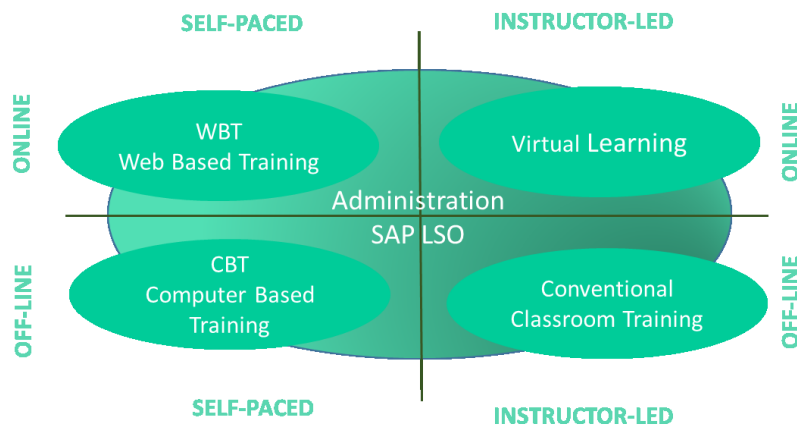 SELF-PACED
INSTRUCTOR-LED
ONLINE
WBT
Web Based Training
Virtual Learning
ONLINE
Administration
SAP LSO
OFF-LINE
CBT
Computer Based
Training
Conventional
Classroom Training
OFF-LINE
SELF-PACED
INSTRUCTOR-LED